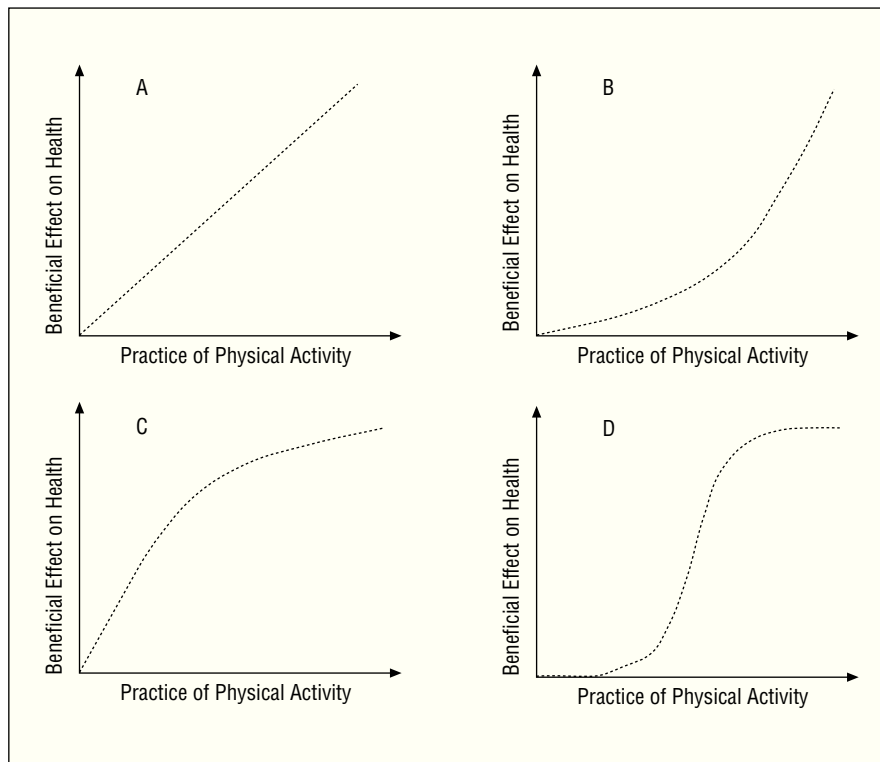 A
Beneficial Effect on Health
Practice of Physical Activity
B
Beneficial Effect on Health
Practice of Physical Activity
C
Beneficial Effect on Health
Practice of Physical Activity
D
Beneficial Effect on Health
Practice of Physical Activity